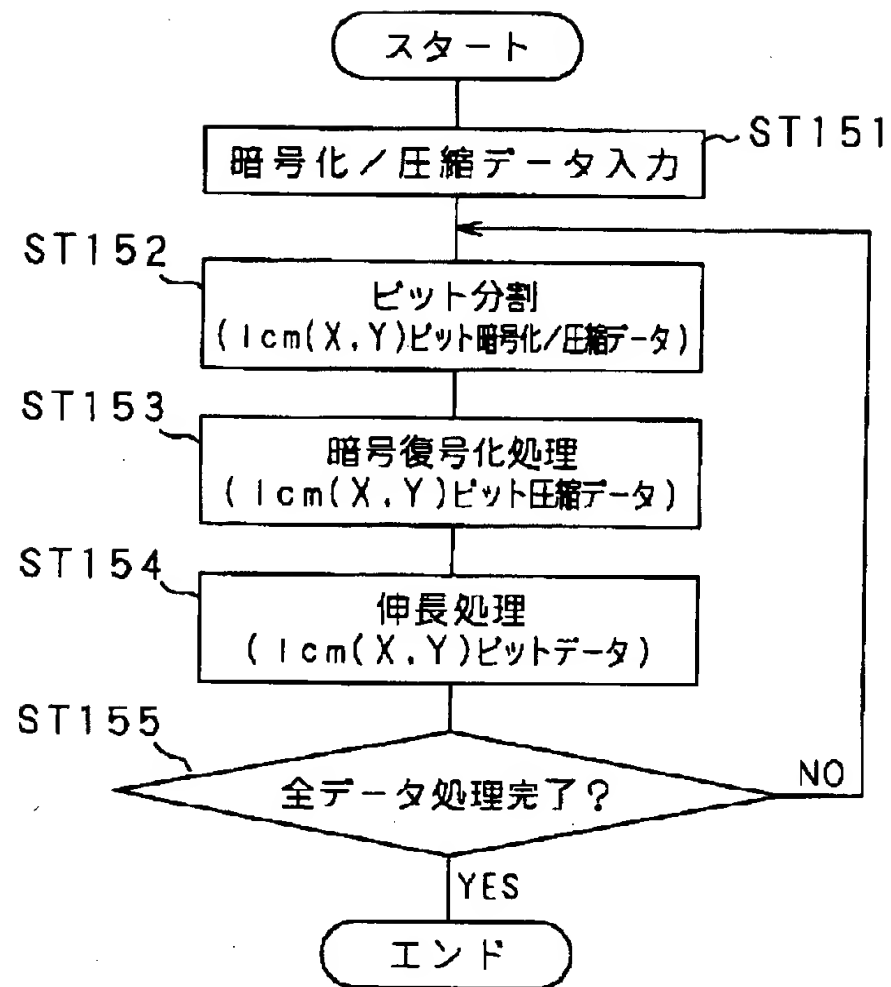 スタート
ST151
暗号化／圧縮データ入力
ST152
ビット分割
(lcm(X,Y)ビット暗号化／圧縮データ)
ST153
暗号復号化処理
(lcm(X,Y)ビット圧縮データ)
ST154
伸長処理
(lcm(X,Y)ビットデータ)
ST155
全データ処理完了?
NO
YES
エンド